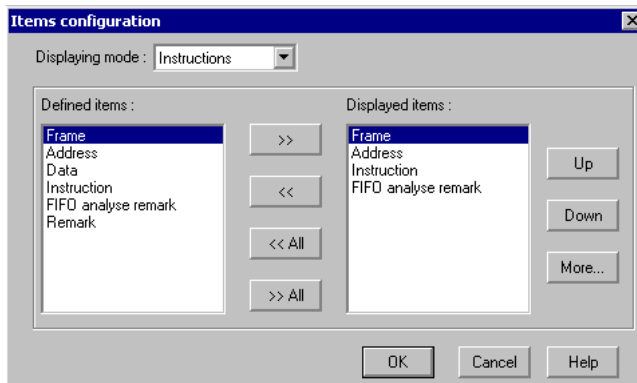 Items configuration
Displaying mode : Instructions
Defined items :
Frame
Address
Data
Instruction
FIFO analyse remark
Remark
>>
<<
<< All
>> All
Displayed items :
Frame
Address
Instruction
FIFO analyse remark
Up
Down
More...
OK Cancel Help